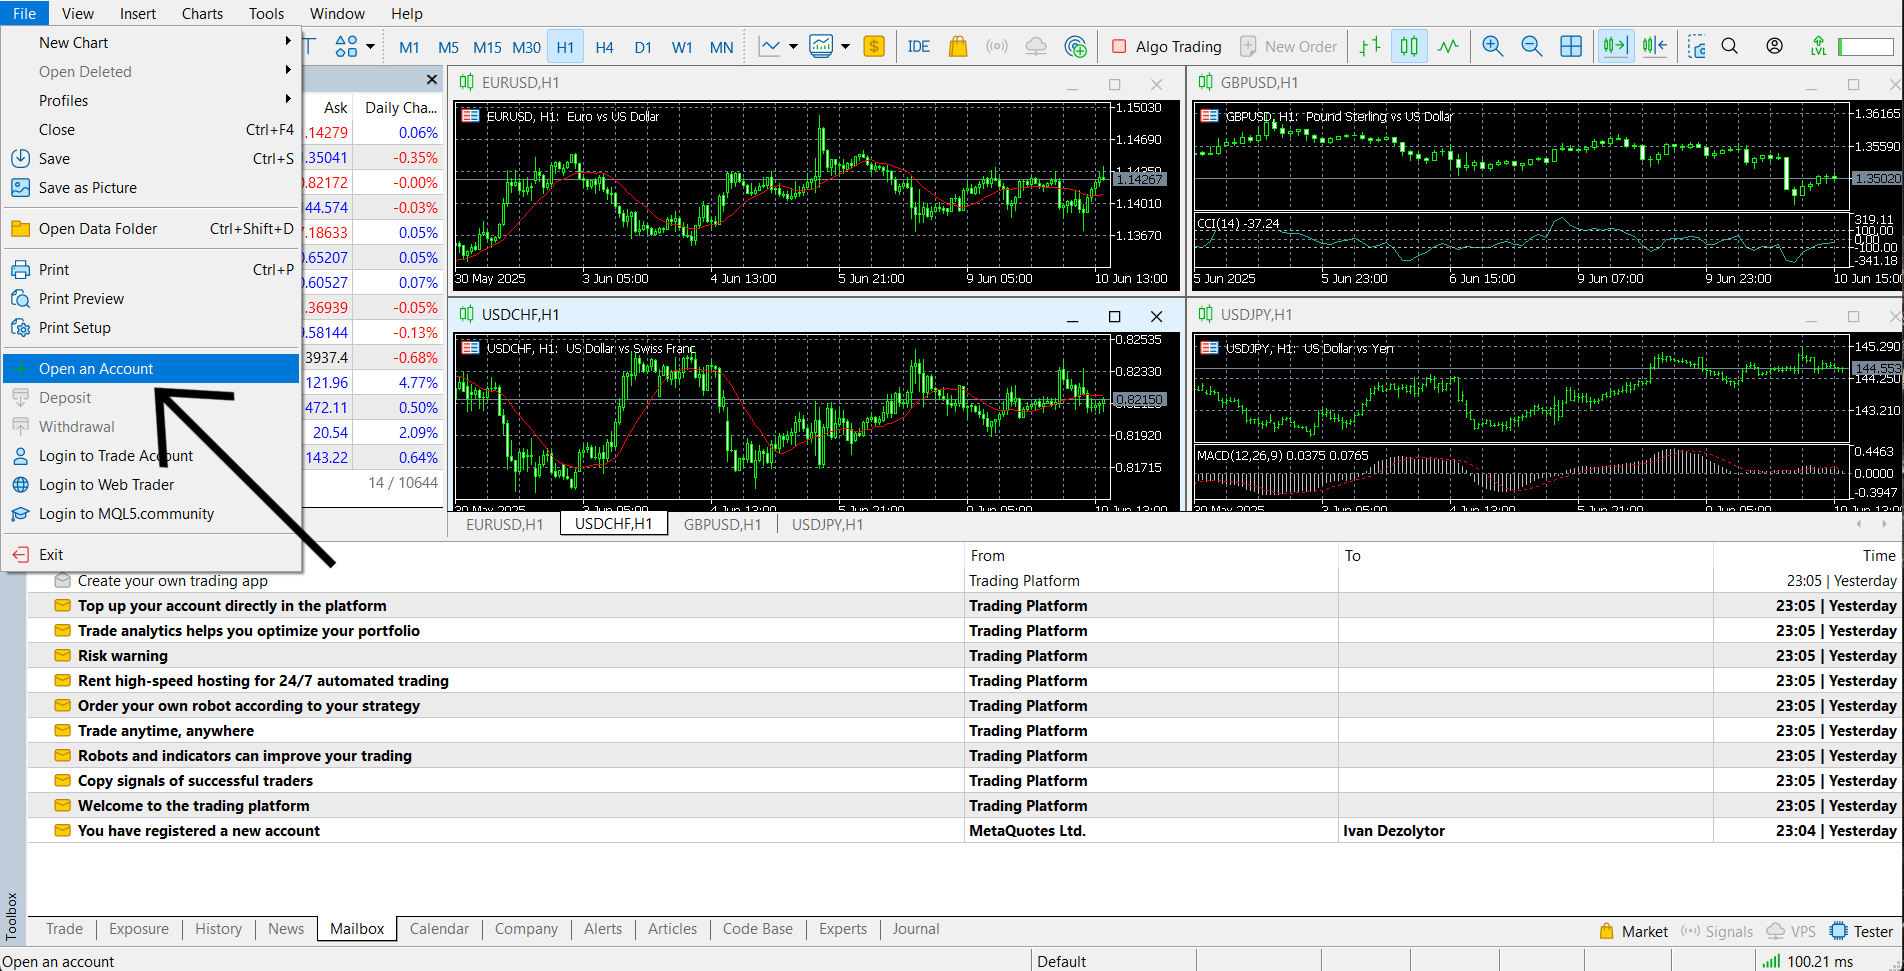 File View Insert Charts Tools Window Help
New Chart
Open Deleted
Profiles
Close Ctrl+F4
Save Ctrl+S
Save as Picture
Open Data Folder Ctrl+Shift+D
Print Ctrl+P
Print Preview
Print Setup
Open an Account
Deposit
Withdrawal
Login to Trade Account
Login to Web Trader
Login to MQL5.community
Exit
M1 M5 M15 M30 H1 H4 D1 W1 MN IDE Algo Trading New Order LVL
Ask Daily Cha...
.14279 0.06%
.35041 -0.35%
.82172 -0.00%
44.574 -0.03%
.18633 0.05%
.65207 0.05%
.60527 0.07%
.36939 -0.05%
.58144 -0.13%
3937.4 -0.68%
121.96 4.77%
472.11 0.50%
20.54 2.09%
143.22 0.64%
14 / 10644
EURUSD,H1
EURUSD, H1: Euro vs US Dollar
1.15030
1.14690
1.14267
1.14010
1.13670
30 May 2025 3 Jun 05:00 4 Jun 13:00 5 Jun 21:00 9 Jun 05:00 10 Jun 13:00
GBPUSD,H1
GBPUSD, H1: Pound Sterling vs US Dollar
1.36165
1.35590
1.35020
CCI(14) -37.24
319.11
100.00
0.00
-100.00
-341.18
5 Jun 2025 5 Jun 23:00 6 Jun 15:00 9 Jun 07:00 9 Jun 23:00 10 Jun 15:00
USDCHF,H1
USDCHF, H1: US Dollar vs Swiss Franc
0.82535
0.82330
0.82150
0.81920
0.81715
USDJPY,H1
USDJPY, H1: US Dollar vs Yen
145.290
144.553
144.250
143.210
MACD(12,26,9) 0.0375 0.0765
0.4463
0.0000
-0.3947
EURUSD,H1 USDCHF,H1 GBPUSD,H1 USDJPY,H1
From To Time
Create your own trading app Trading Platform 23:05 | Yesterday
Top up your account directly in the platform Trading Platform 23:05 | Yesterday
Trade analytics helps you optimize your portfolio Trading Platform 23:05 | Yesterday
Risk warning Trading Platform 23:05 | Yesterday
Rent high-speed hosting for 24/7 automated trading Trading Platform 23:05 | Yesterday
Order your own robot according to your strategy Trading Platform 23:05 | Yesterday
Trade anytime, anywhere Trading Platform 23:05 | Yesterday
Robots and indicators can improve your trading Trading Platform 23:05 | Yesterday
Copy signals of successful traders Trading Platform 23:05 | Yesterday
Welcome to the trading platform Trading Platform 23:05 | Yesterday
You have registered a new account MetaQuotes Ltd. Ivan Dezolytor 23:04 | Yesterday
Toolbox
Trade Exposure History News Mailbox Calendar Company Alerts Articles Code Base Experts Journal
Market Signals VPS Tester
Open an account Default 100.21 ms